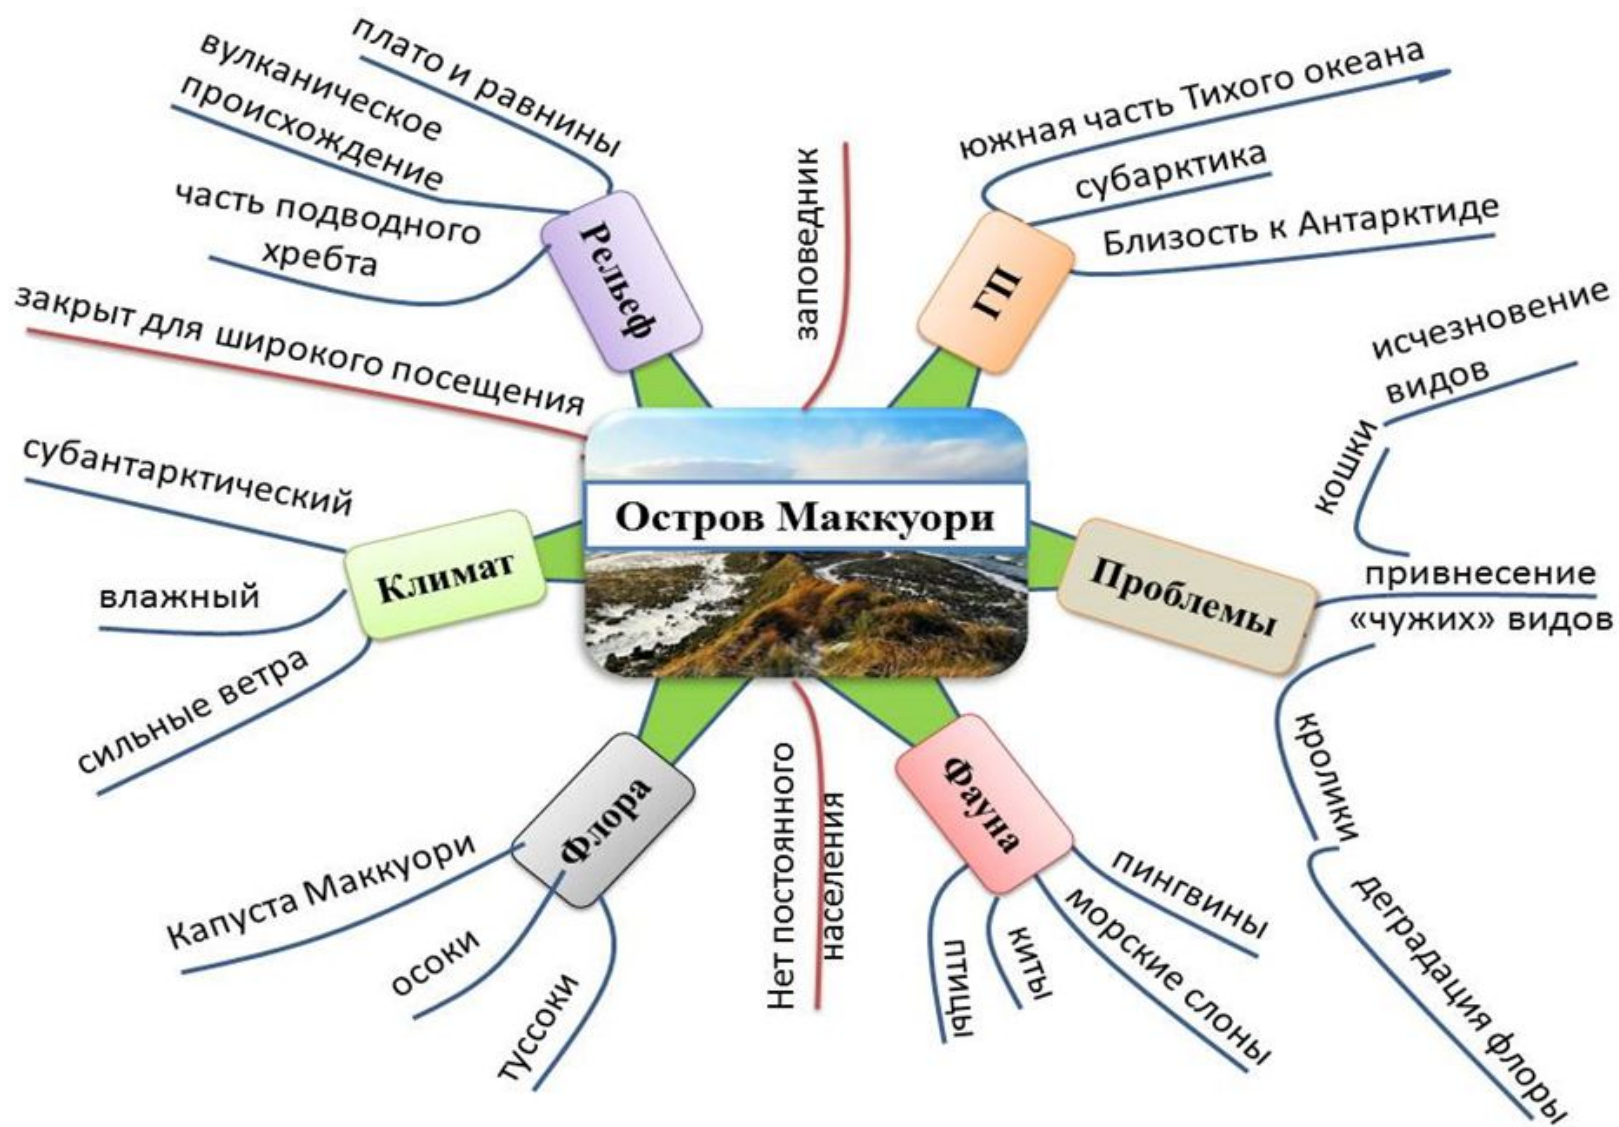 плато и равнины
вулканическое
происхождение
часть подводного
хребта
Рельеф
закрыт для широкого посещения
заповедник
южная часть Тихого океана
субарктика
Близость к Антарктиде
ГП
исчезновение
видов
кошки
привнесение
«чужих» видов
Проблемы
кролики
деградация флоры
Остров Маккуори
субантарктический
влажный
сильные ветра
Климат
Флора
Капуста Маккуори
осоки
туссоки
Нет постоянного
населения
Фауна
птицы
киты
морские слоны
пингвины